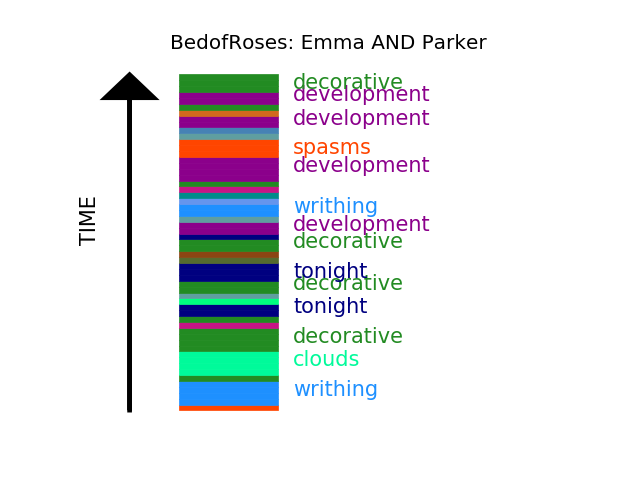 BedofRoses: Emma AND Parker
decorative
development
development
spasms
development
writhing
development
decorative
tonight
decorative
tonight
decorative
clouds
writhing
TIME